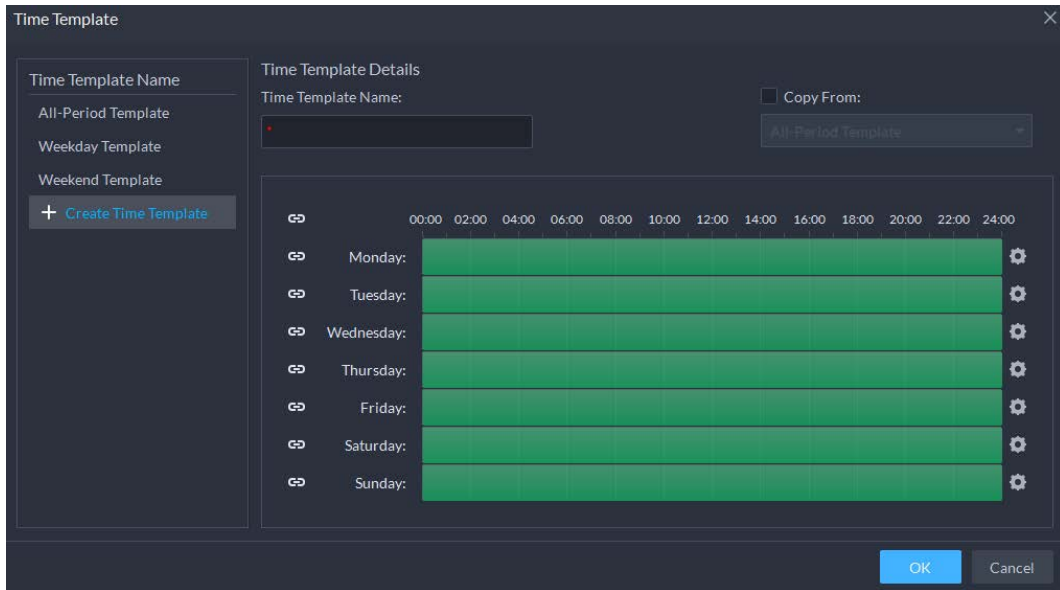 Time Template
Time Template Name
All-Period Template
Weekday Template
Weekend Template
+ Create Time Template
Time Template Details
Time Template Name:
*
Copy From:
All-Period Template
00:00 02:00 04:00 06:00 08:00 10:00 12:00 14:00 16:00 18:00 20:00 22:00 24:00
Monday:
Tuesday:
Wednesday:
Thursday:
Friday:
Saturday:
Sunday:
OK Cancel